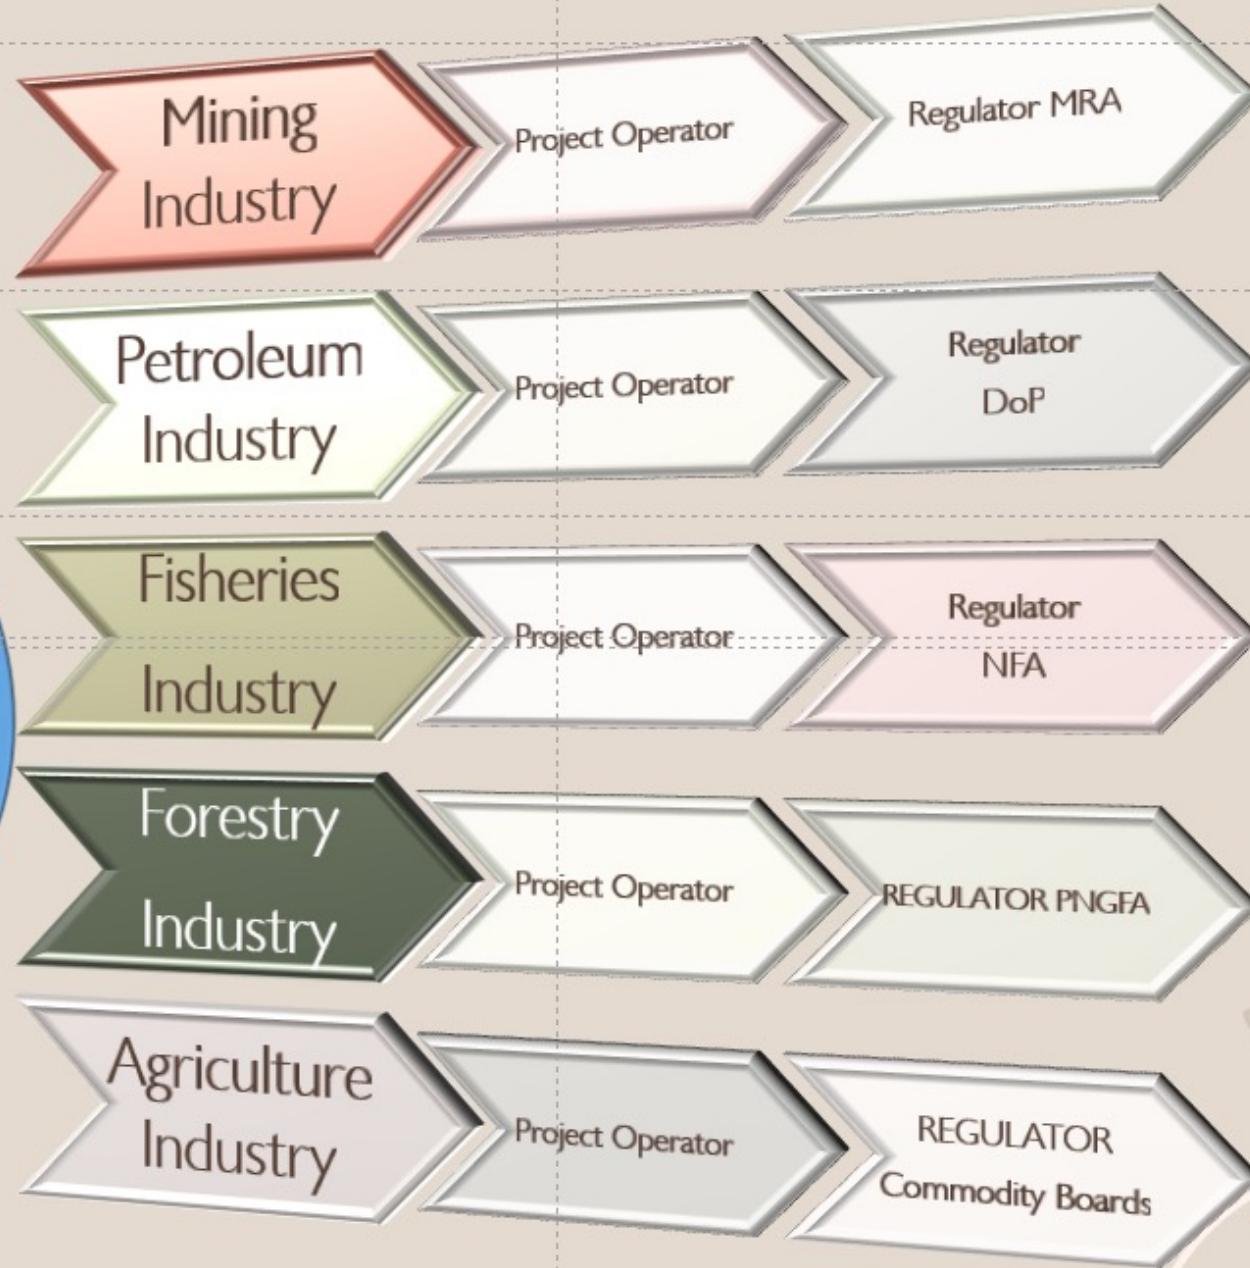 Mining
Industry
Project Operator
Regulator MRA
Petroleum
Industry
Project Operator
Regulator
DoP
Fisheries
Industry
Project Operator
Regulator
NFA
Forestry
Industry
Project Operator
REGULATOR PNGFA
Agriculture
Industry
Project Operator
REGULATOR
Commodity Boards